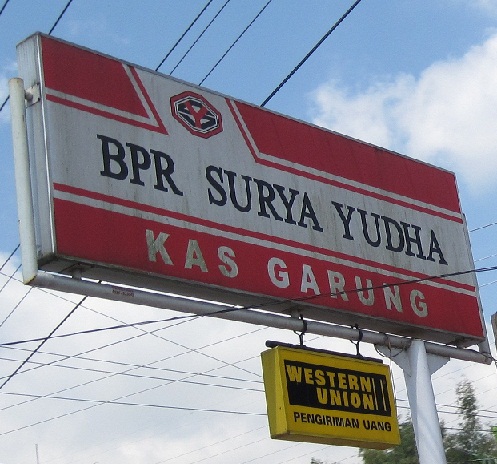 BPR SURYA YUDHA
KAS GARUNG
WESTERN
UNION
PENGIRIMAN UANG